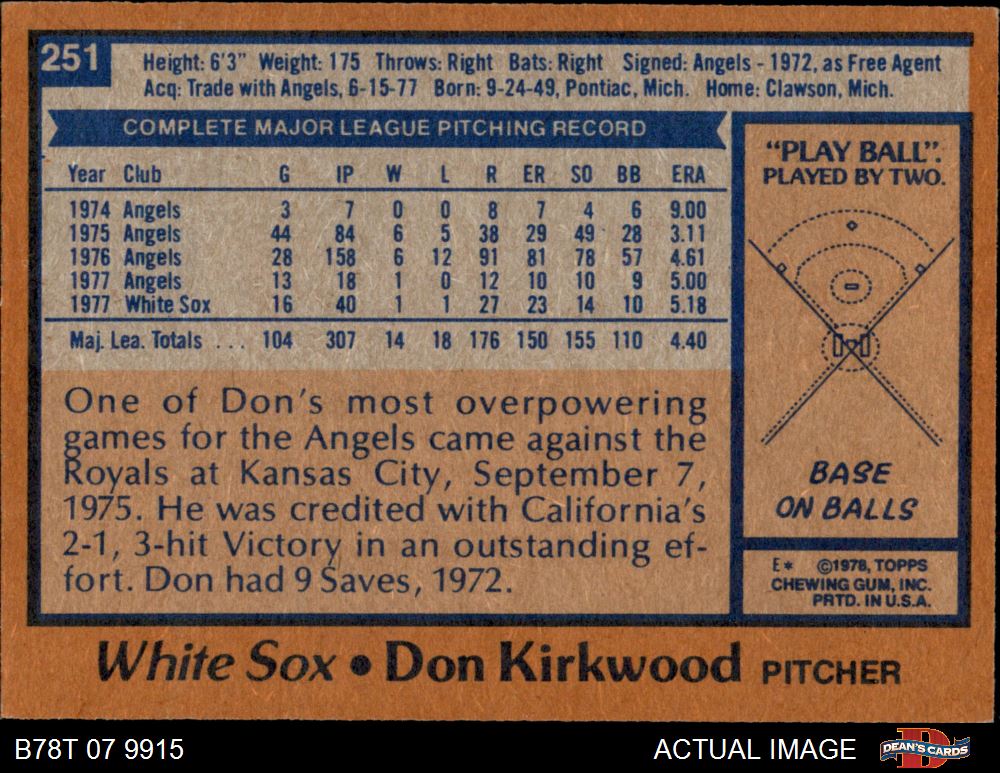 251
Height: 6'3" Weight: 175 Throws: Right Bats: Right Signed: Angels - 1972, as Free Agent
Acq: Trade with Angels, 6-15-77 Born: 9-24-49, Pontiac, Mich. Home: Clawson, Mich.
COMPLETE MAJOR LEAGUE PITCHING RECORD
Year Club G IP W L R ER SO BB ERA
1974 Angels 3 7 0 0 8 7 4 6 9.00
1975 Angels 44 84 6 5 38 29 49 28 3.11
1976 Angels 28 158 6 12 91 81 78 57 4.61
1977 Angels 13 18 1 0 12 10 10 9 5.00
1977 White Sox 16 40 1 1 27 23 14 10 5.18
Maj. Lea. Totals ... 104 307 14 18 176 150 155 110 4.40
One of Don's most overpowering
games for the Angels came against the
Royals at Kansas City, September 7,
1975. He was credited with California's
2-1, 3-hit Victory in an outstanding ef-
fort. Don had 9 Saves, 1972.
"PLAY BALL".
PLAYED BY TWO.
BASE
ON BALLS
E* ©1978, TOPPS
CHEWING GUM, INC.
PRTD. IN U.S.A.
White Sox • Don Kirkwood PITCHER
B78T 07 9915 ACTUAL IMAGE DEAN'S CARDS